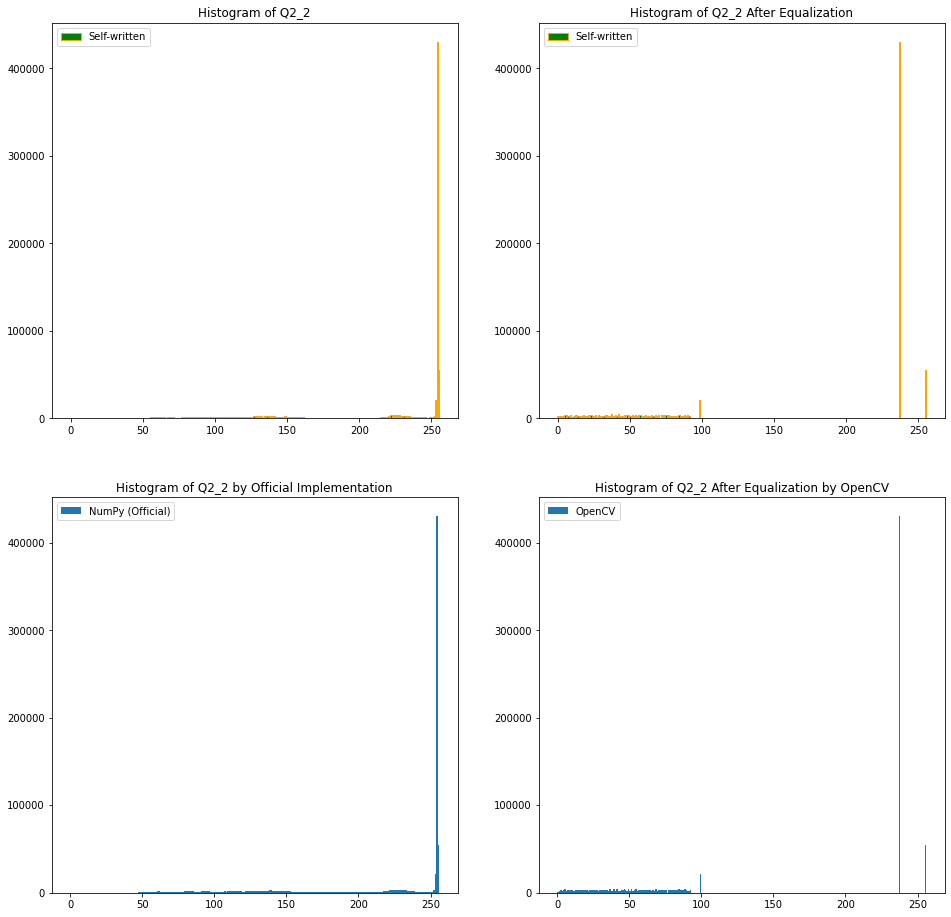 Histogram of Q2_2
Self-written
400000
300000
200000
100000
0
0 50 100 150 200 250
Histogram of Q2_2 After Equalization
Self-written
400000
300000
200000
100000
0
0 50 100 150 200 250
Histogram of Q2_2 by Official Implementation
NumPy (Official)
400000
300000
200000
100000
0
0 50 100 150 200 250
Histogram of Q2_2 After Equalization by OpenCV
OpenCV
400000
300000
200000
100000
0
0 50 100 150 200 250